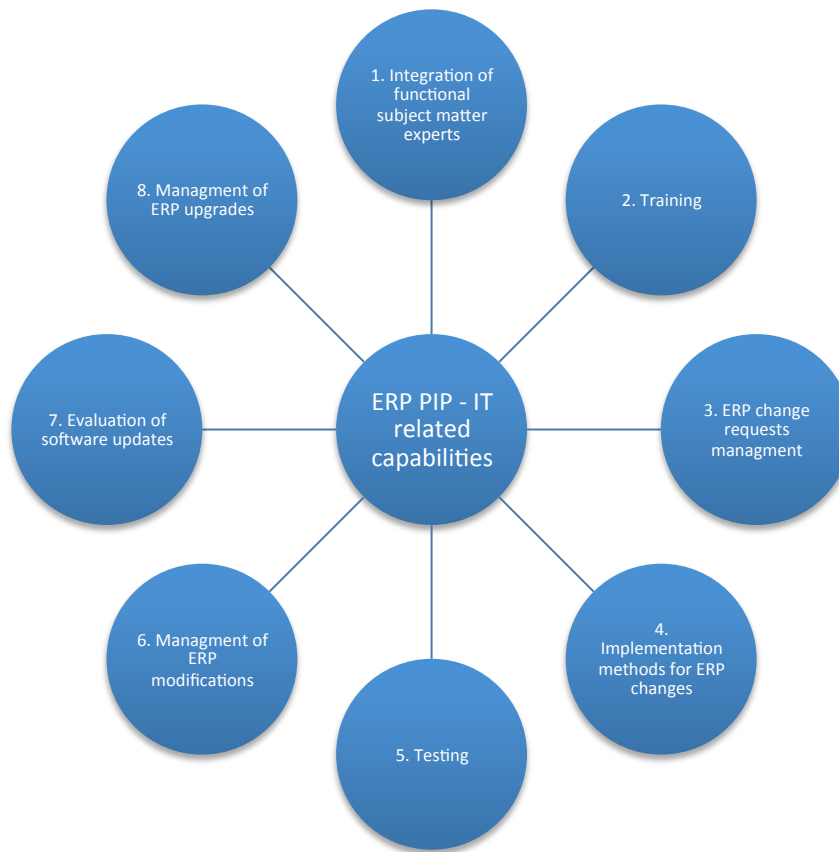 1. Integration of
functional
subject matter
experts
2. Training
3. ERP change
requests
managment
4.
Implementation
methods for ERP
changes
5. Testing
6. Managment of
ERP
modifications
7. Evaluation of
software updates
8. Managment of
ERP upgrades
ERP PIP - IT
related
capabilities